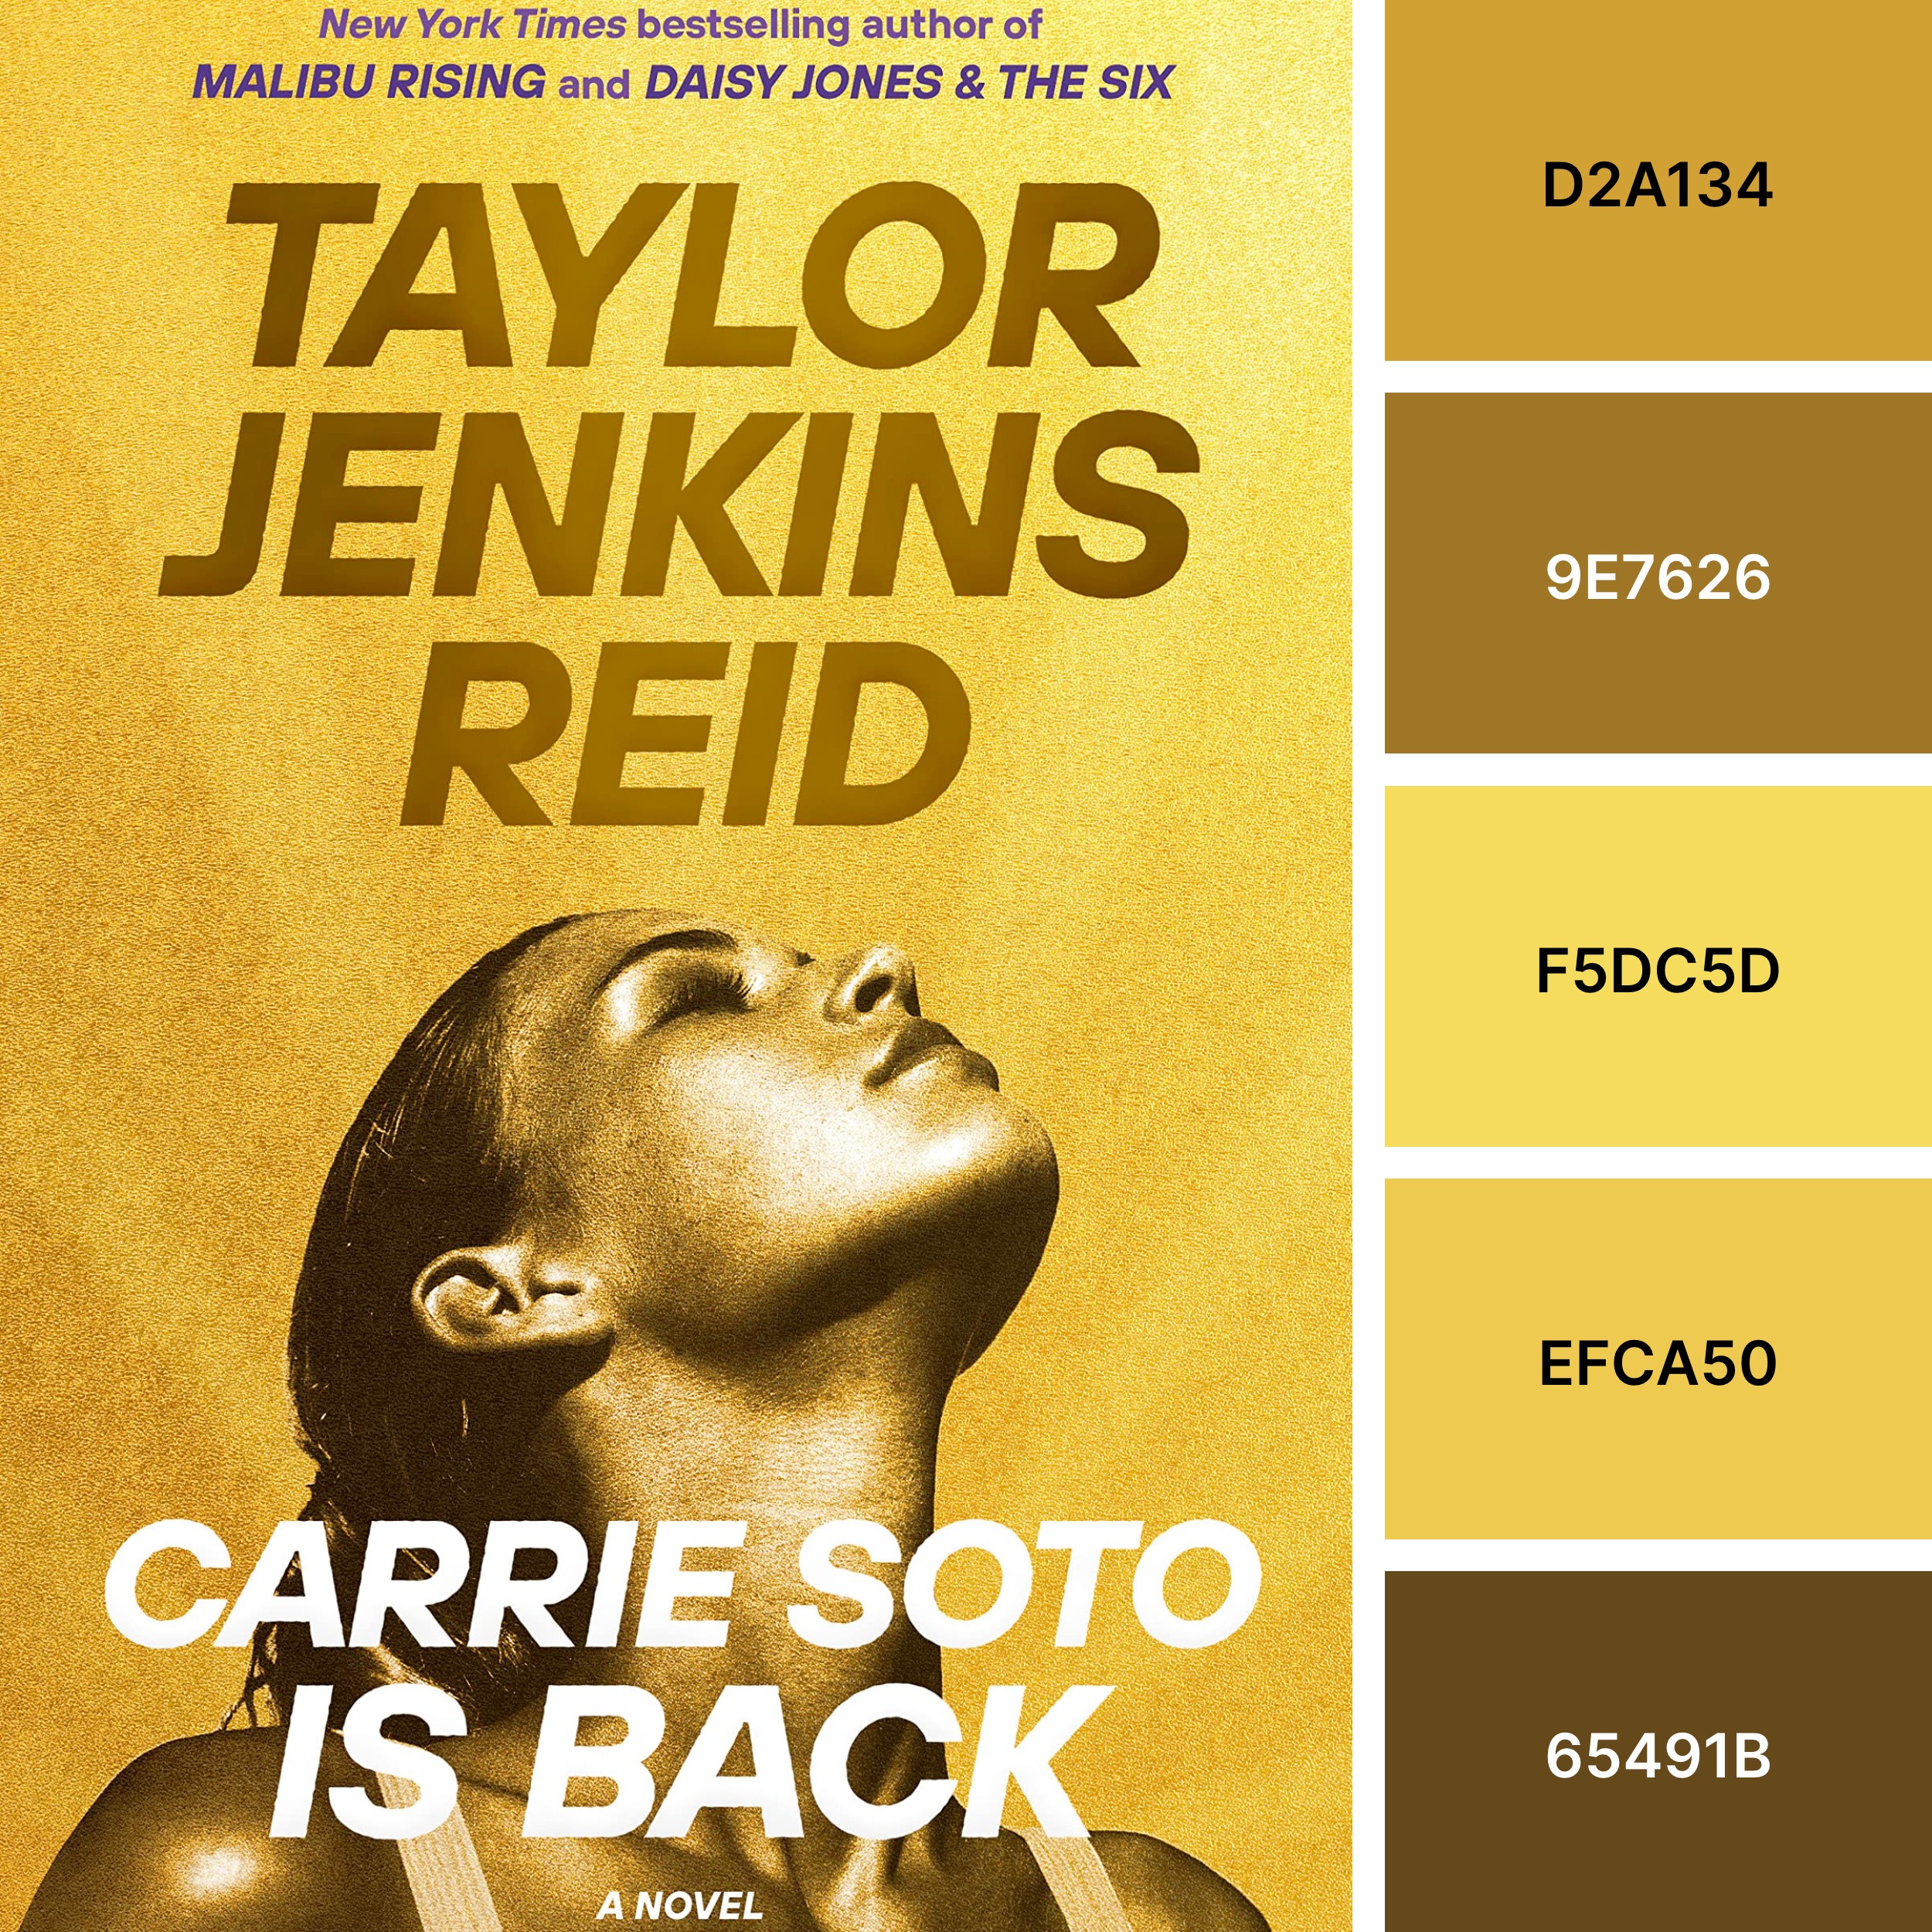 New York Times bestselling author of
MALIBU RISING and DAISY JONES & THE SIX
TAYLOR
JENKINS
REID
CARRIE SOTO
IS BACK
A NOVEL
D2A134
9E7626
F5DC5D
EFCA50
65491B